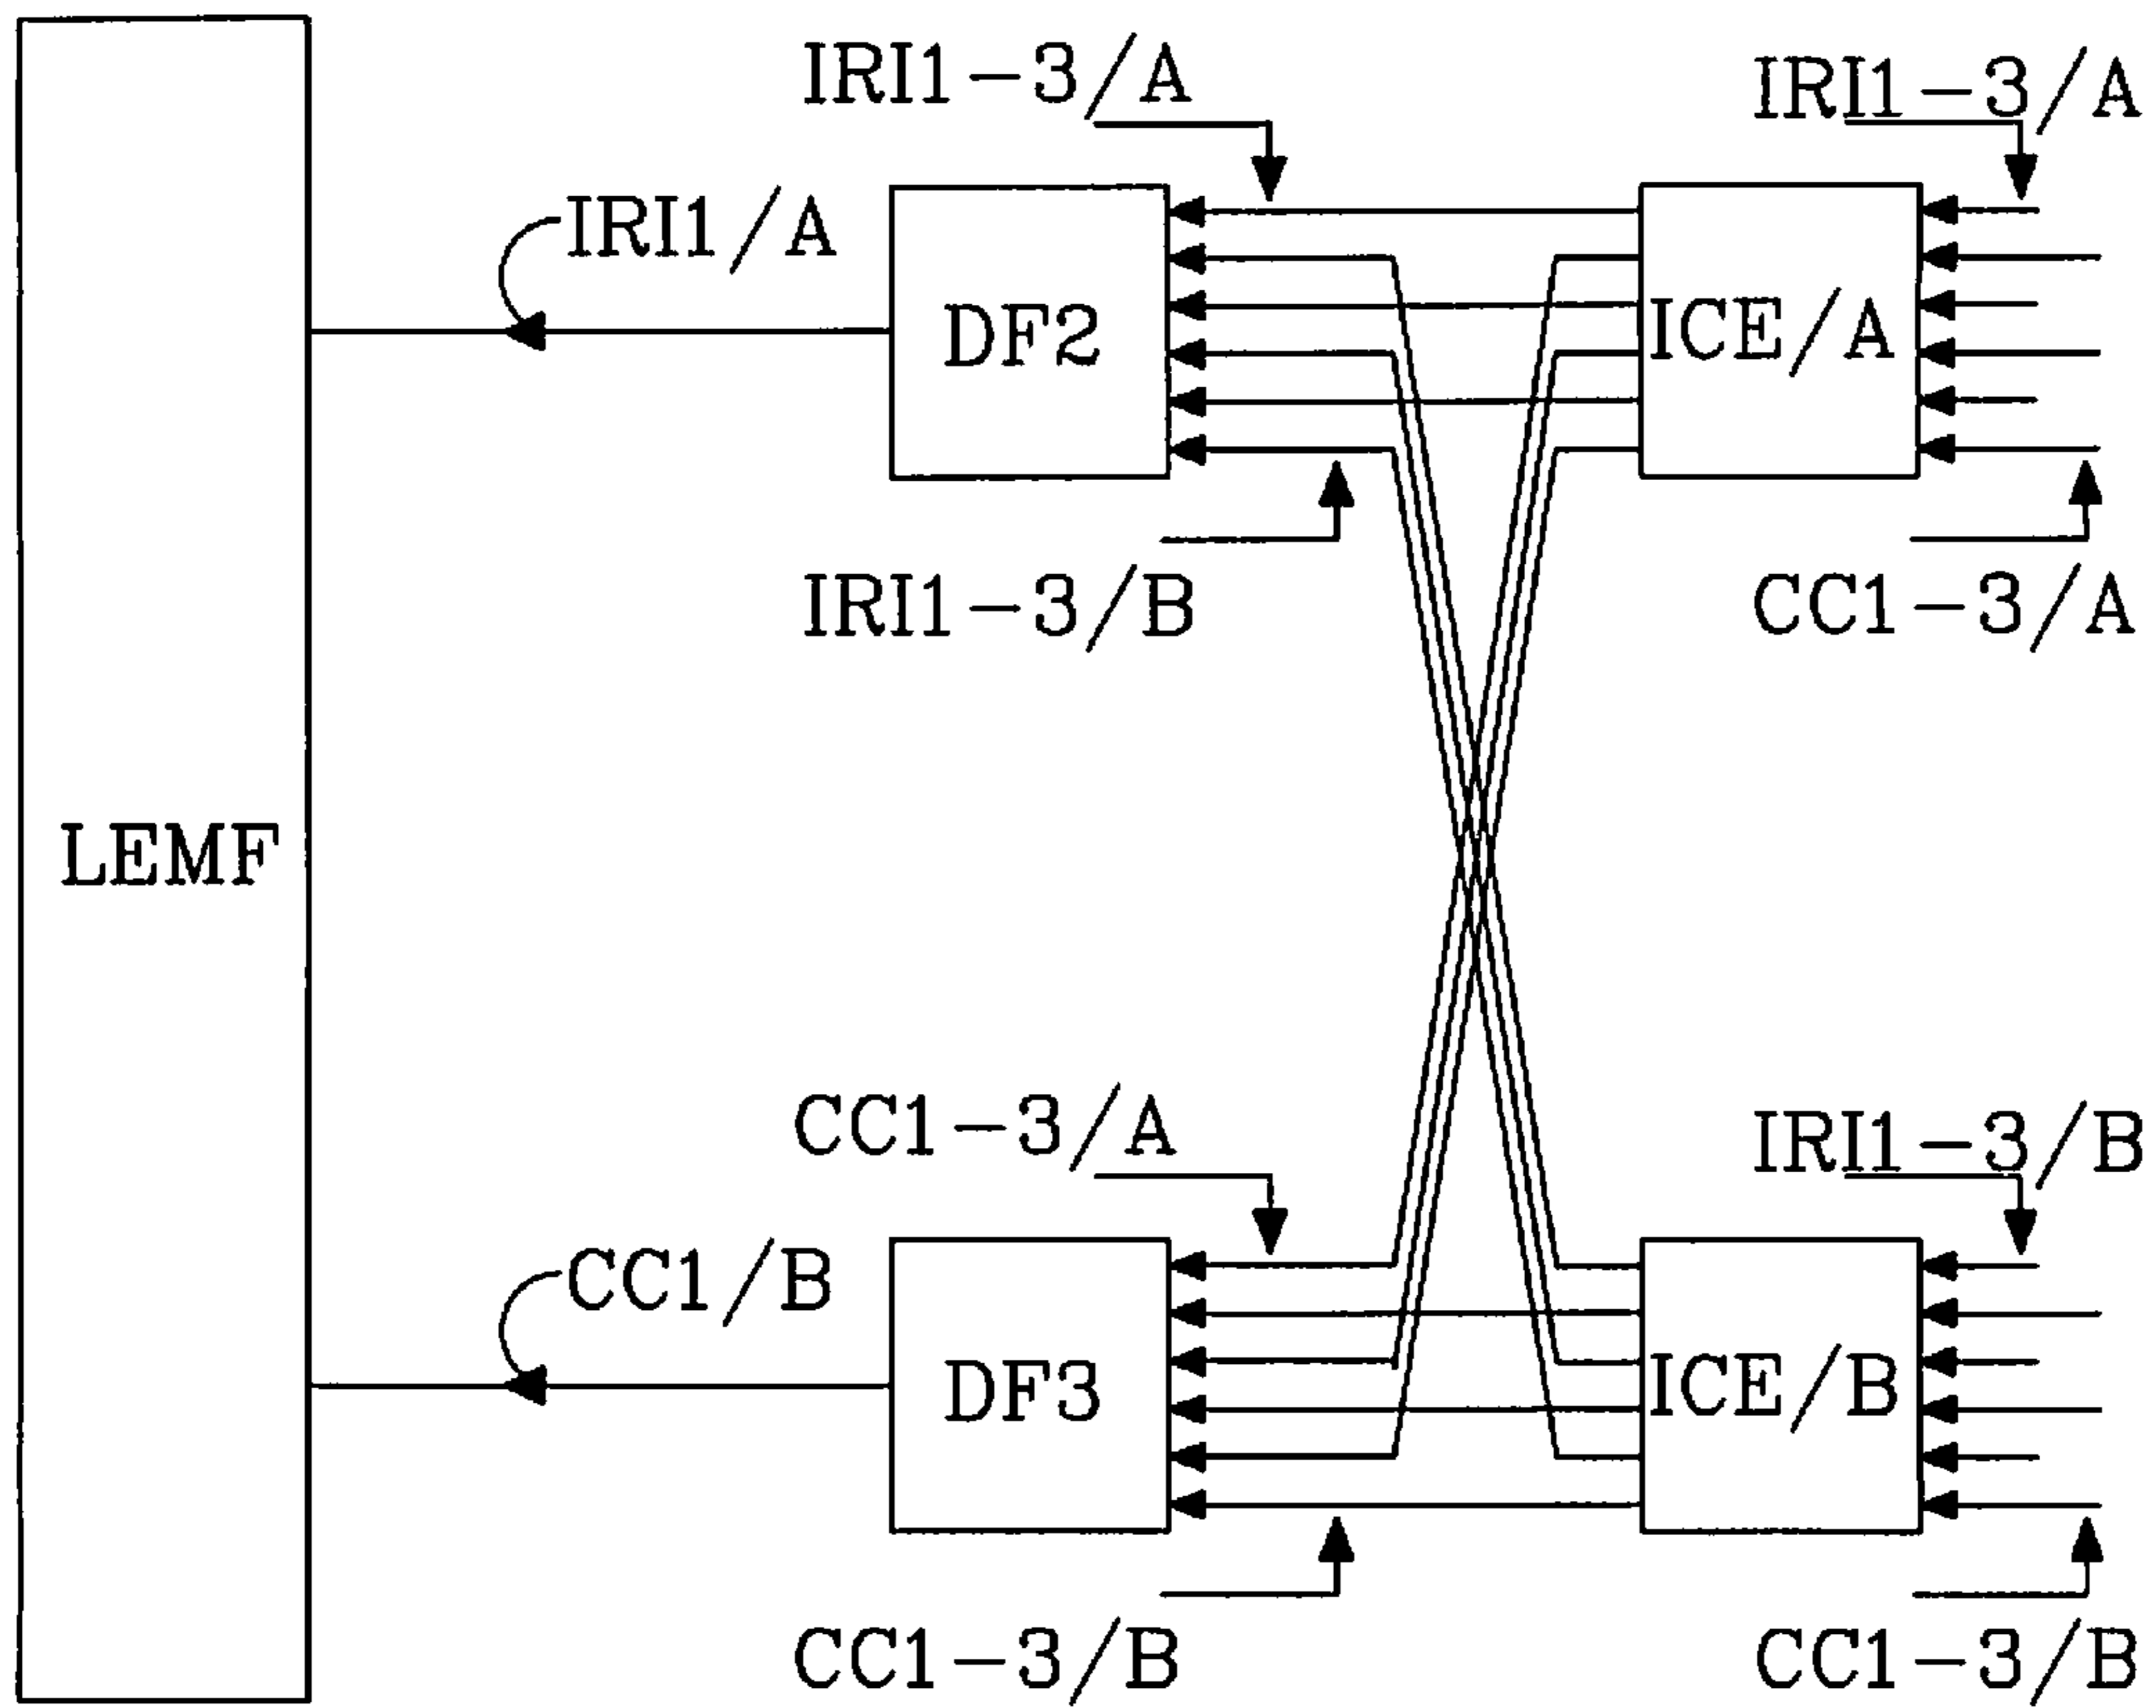 IRI1-3/A
IRI1-3/A
IRI1/A
DF2
ICE/A
IRI1-3/B
CC1-3/A
LEMF
CC1-3/A
IRI1-3/B
CC1/B
DF3
ICE/B
CC1-3/B
CC1-3/B